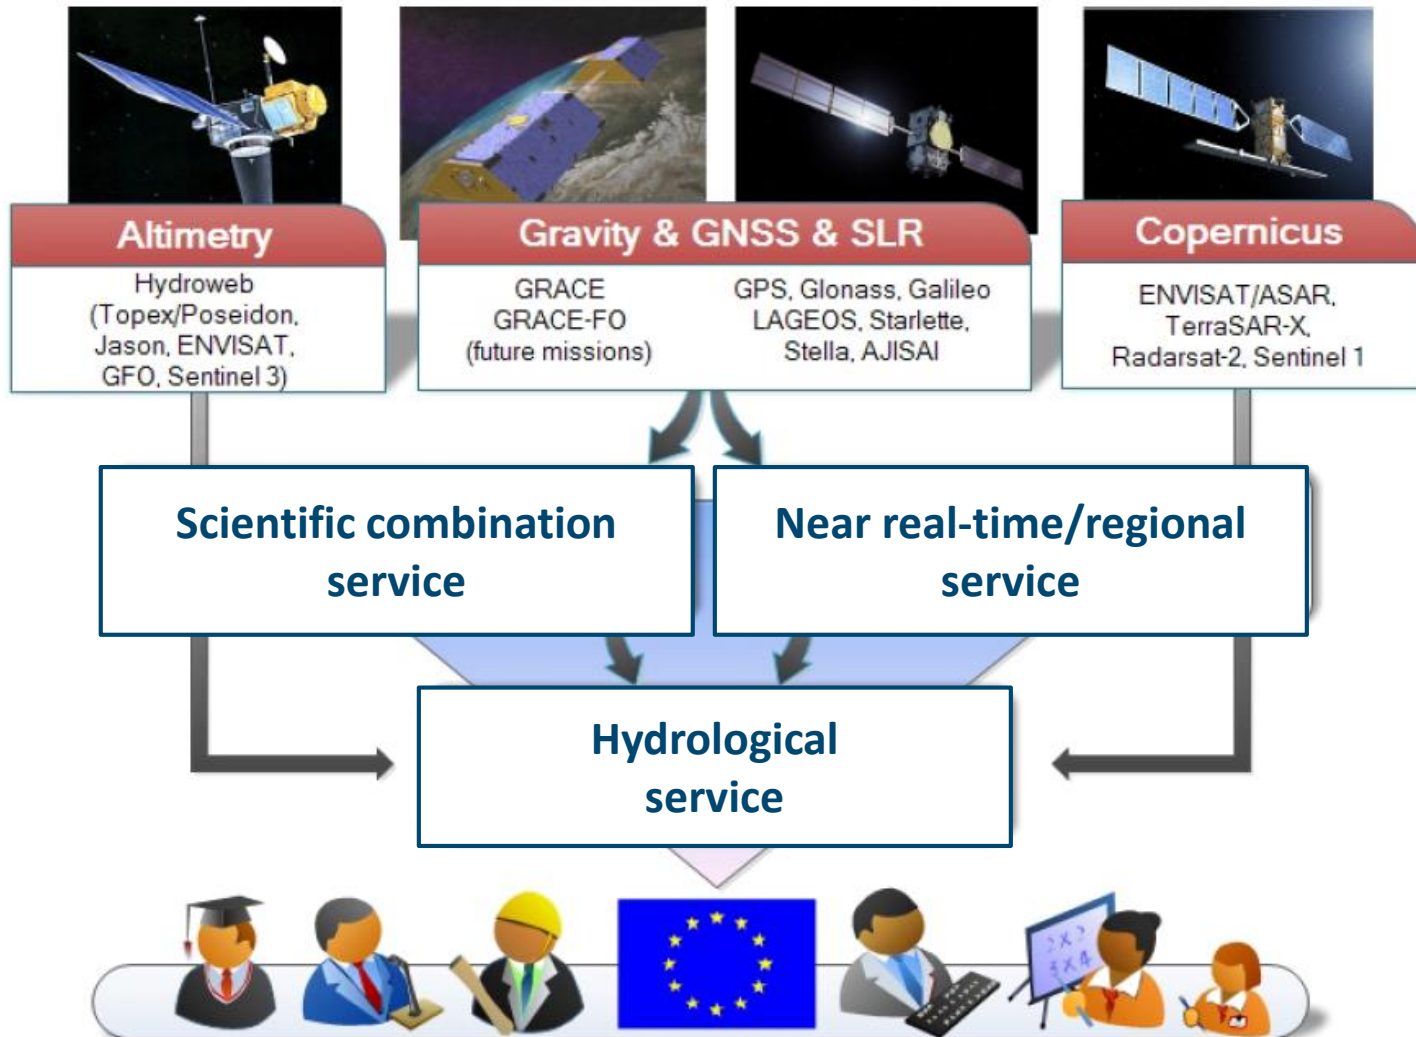 Altimetry
Hydroweb
(Topex/Poseidon,
Jason, ENVISAT,
GFO, Sentinel 3)
Gravity & GNSS & SLR
GRACE
GRACE-FO
(future missions)
GPS, Glonass, Galileo
LAGEOS, Starlette,
Stella, AJISAI
Copernicus
ENVISAT/ASAR,
TerraSAR-X,
Radarsat-2, Sentinel 1
Scientific combination
service
Near real-time/regional
service
Hydrological
service
2X2
3X4